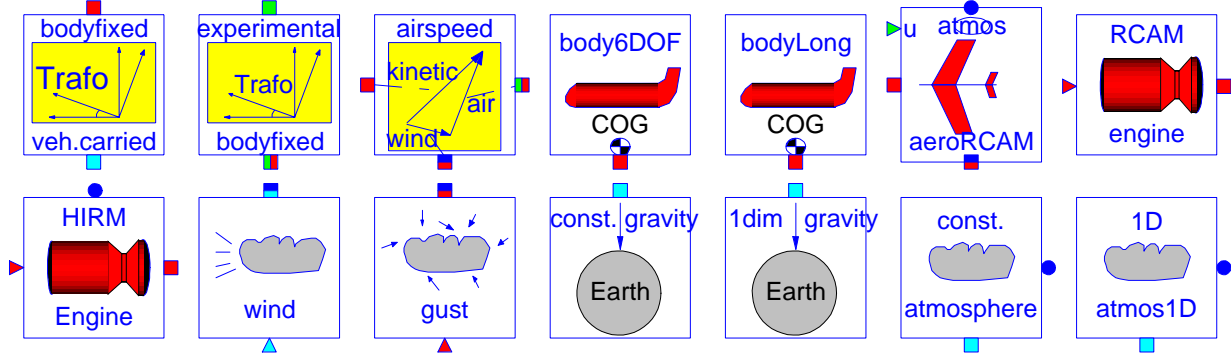 bodyfixed
Trafo
veh.carried
experimental
Trafo
bodyfixed
airspeed
kinetic
air
wind
body6DOF
COG
bodyLong
COG
u
atmos
aeroRCAM
RCAM
engine
HIRM
Engine
wind
gust
const. gravity
Earth
1dim gravity
Earth
const.
atmosphere
1D
atmos1D